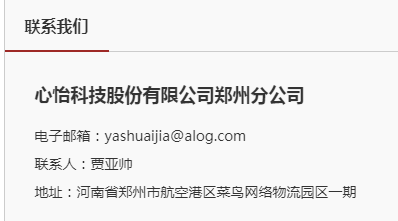 联系我们
心怡科技股份有限公司郑州分公司
电子邮箱：yashuaijia@alog.com
联系人：贾亚帅
地址：河南省郑州市航空港区菜鸟网络物流园区一期